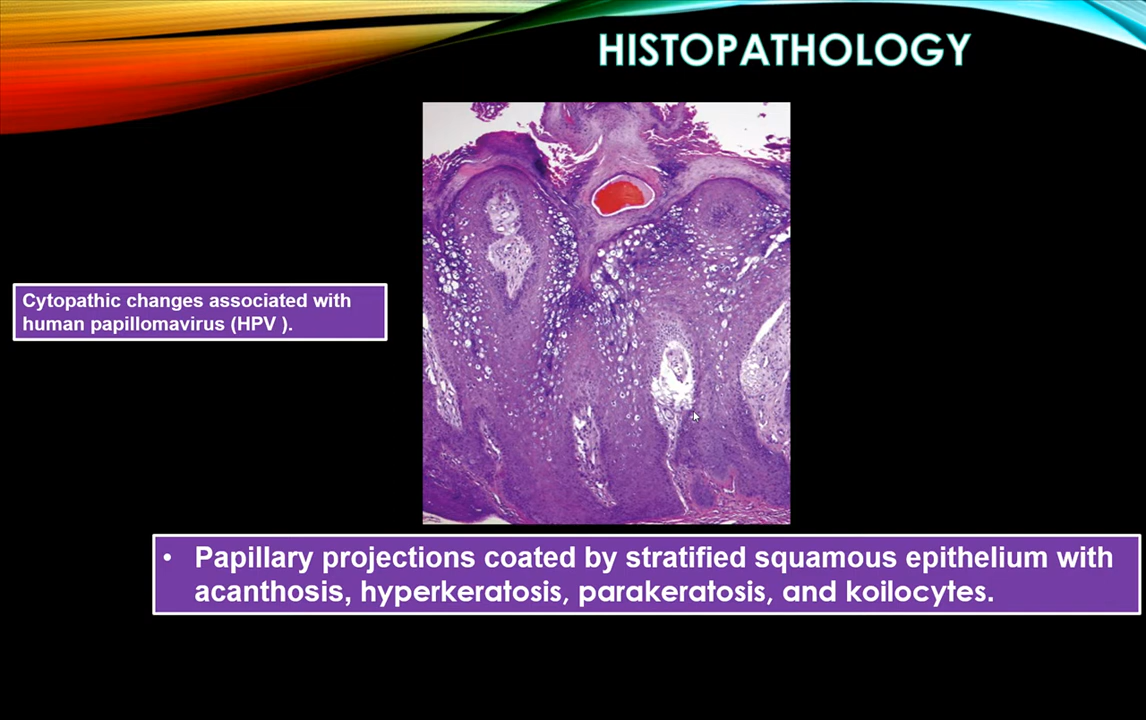 HISTOPATHOLOGY
Cytopathic changes associated with
human papillomavirus (HPV ).
• Papillary projections coated by stratified squamous epithelium with
acanthosis, hyperkeratosis, parakeratosis, and koilocytes.